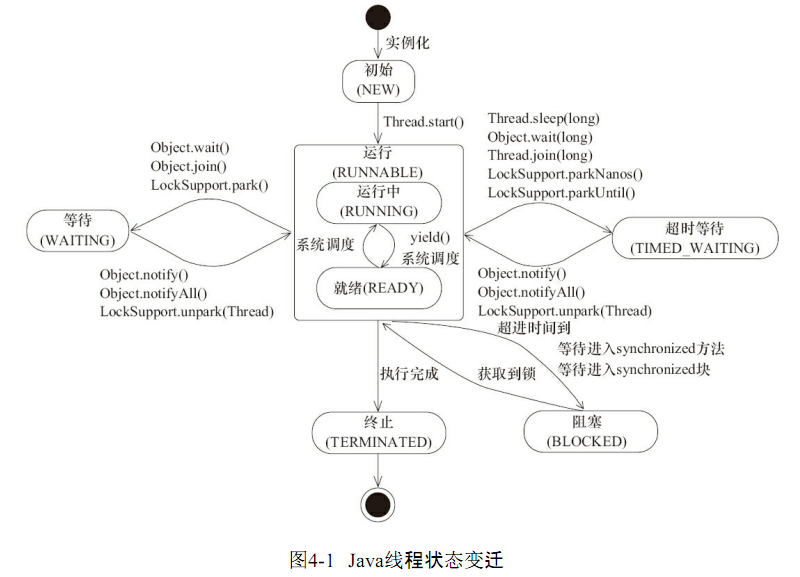 实例化
初始
(NEW)
Thread.start()
Object.wait()
Object.join()
LockSupport.park()
Thread.sleep(long)
Object.wait(long)
Thread.join(long)
LockSupport.parkNanos()
LockSupport.parkUntil()
运行
(RUNNABLE)
运行中
(RUNNING)
等待
(WAITING)
超时等待
(TIMED_WAITING)
系统调度
yield()
系统调度
就绪(READY)
Object.notify()
Object.notifyAll()
LockSupport.unpark(Thread)
Object.notify()
Object.notifyAll()
LockSupport.unpark(Thread)
超进时间到
等待进入synchronized方法
等待进入synchronized块
执行完成
获取到锁
终止
(TERMINATED)
阻塞
(BLOCKED)
图4-1 Java线程状态变迁